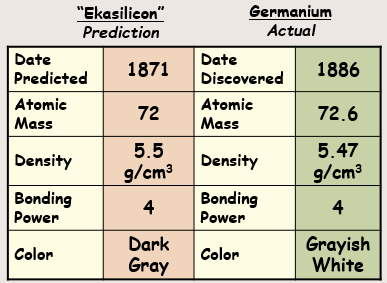 “Ekasilicon” Germanium
Prediction Actual
Date Predicted 1871 Date Discovered 1886
Atomic Mass 72 Atomic Mass 72.6
Density 5.5 g/cm³ Density 5.47 g/cm³
Bonding Power 4 Bonding Power 4
Color Dark Gray Color Grayish White